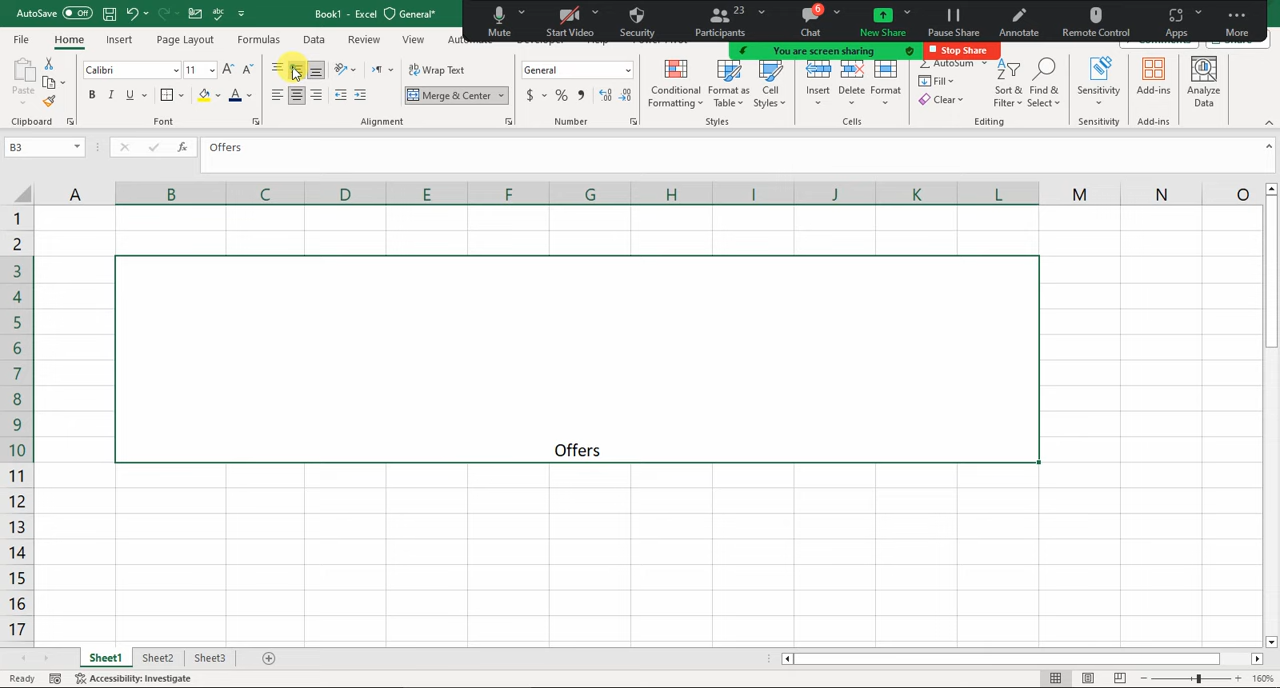 AutoSave Off Book1 - Excel General*
Mute Start Video Security Participants 23 Chat 6 New Share Pause Share Annotate Remote Control Apps More
You are screen sharing Stop Share
File Home Insert Page Layout Formulas Data Review View
Paste
Calibri 11
B I U
Wrap Text
Merge & Center
General
$ % 9
Conditional Formatting
Format as Table
Cell Styles
Insert Delete Format
AutoSum
Fill
Clear
Sort & Filter
Find & Select
Sensitivity
Add-ins
Analyze Data
Clipboard Font Alignment Number Styles Cells Editing Sensitivity Add-ins
B3 fx Offers
A B C D E F G H I J K L M N O
1
2
3
4
5
6
7
8
9
10 Offers
11
12
13
14
15
16
17
Sheet1 Sheet2 Sheet3
Ready Accessibility: Investigate 160%